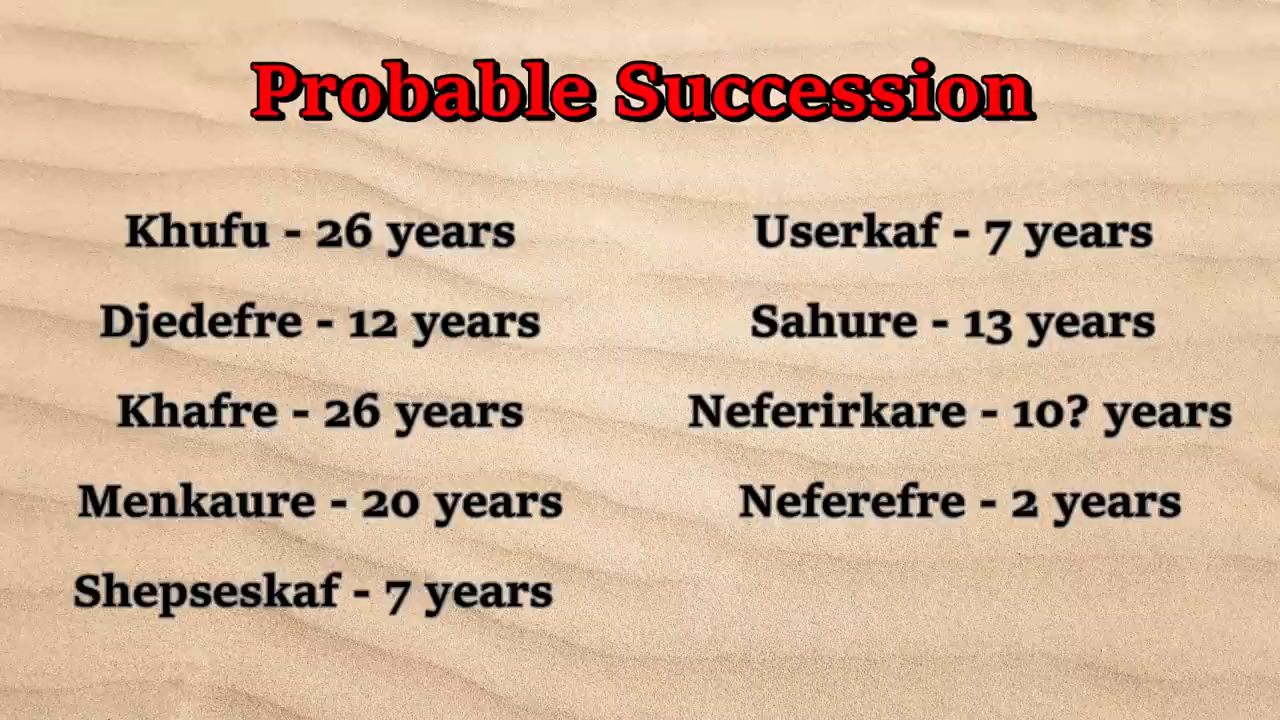 Probable Succession
Khufu - 26 years
Djedefre - 12 years
Khafre - 26 years
Menkaure - 20 years
Shepseskaf - 7 years
Userkaf - 7 years
Sahure - 13 years
Neferirkare - 10? years
Neferefre - 2 years